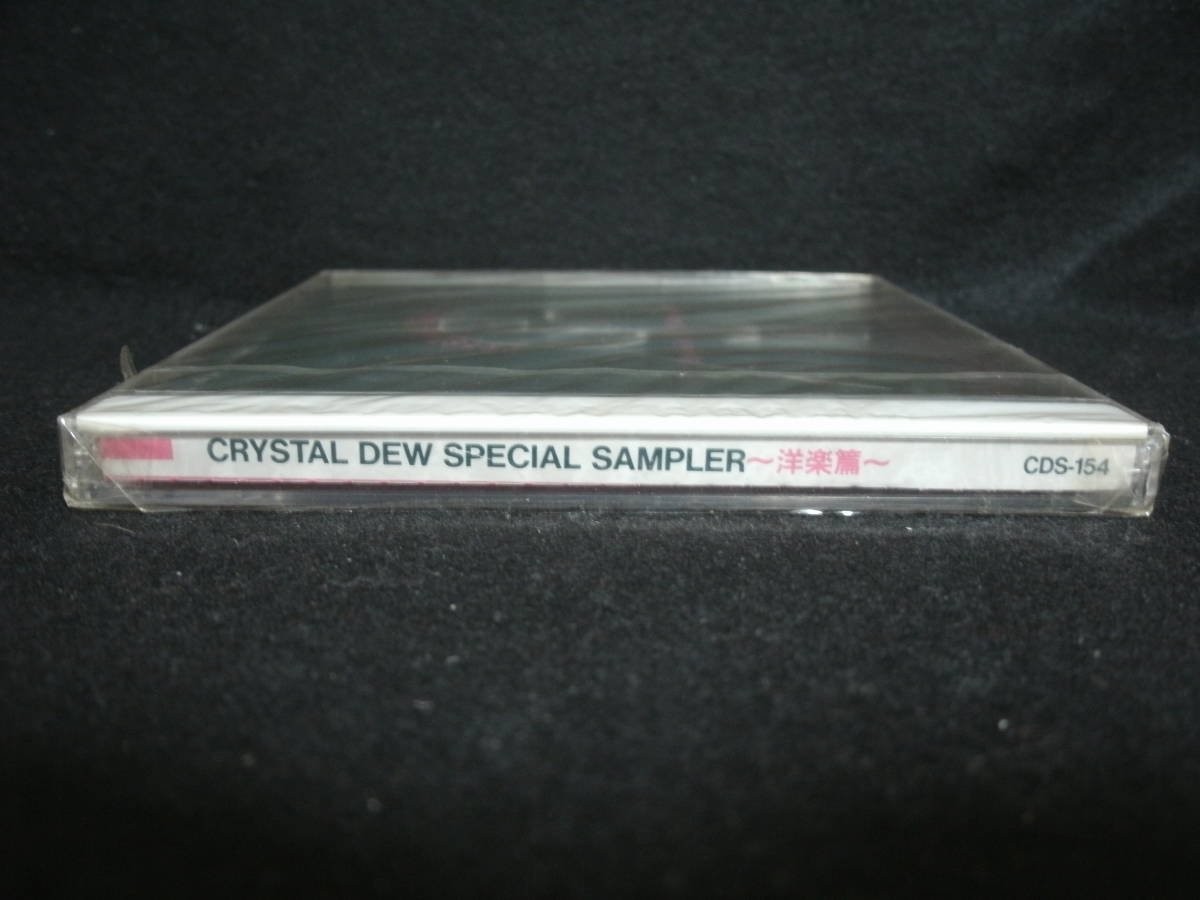 CRYSTAL DEW SPECIAL SAMPLER～洋楽篇～ CDS-154